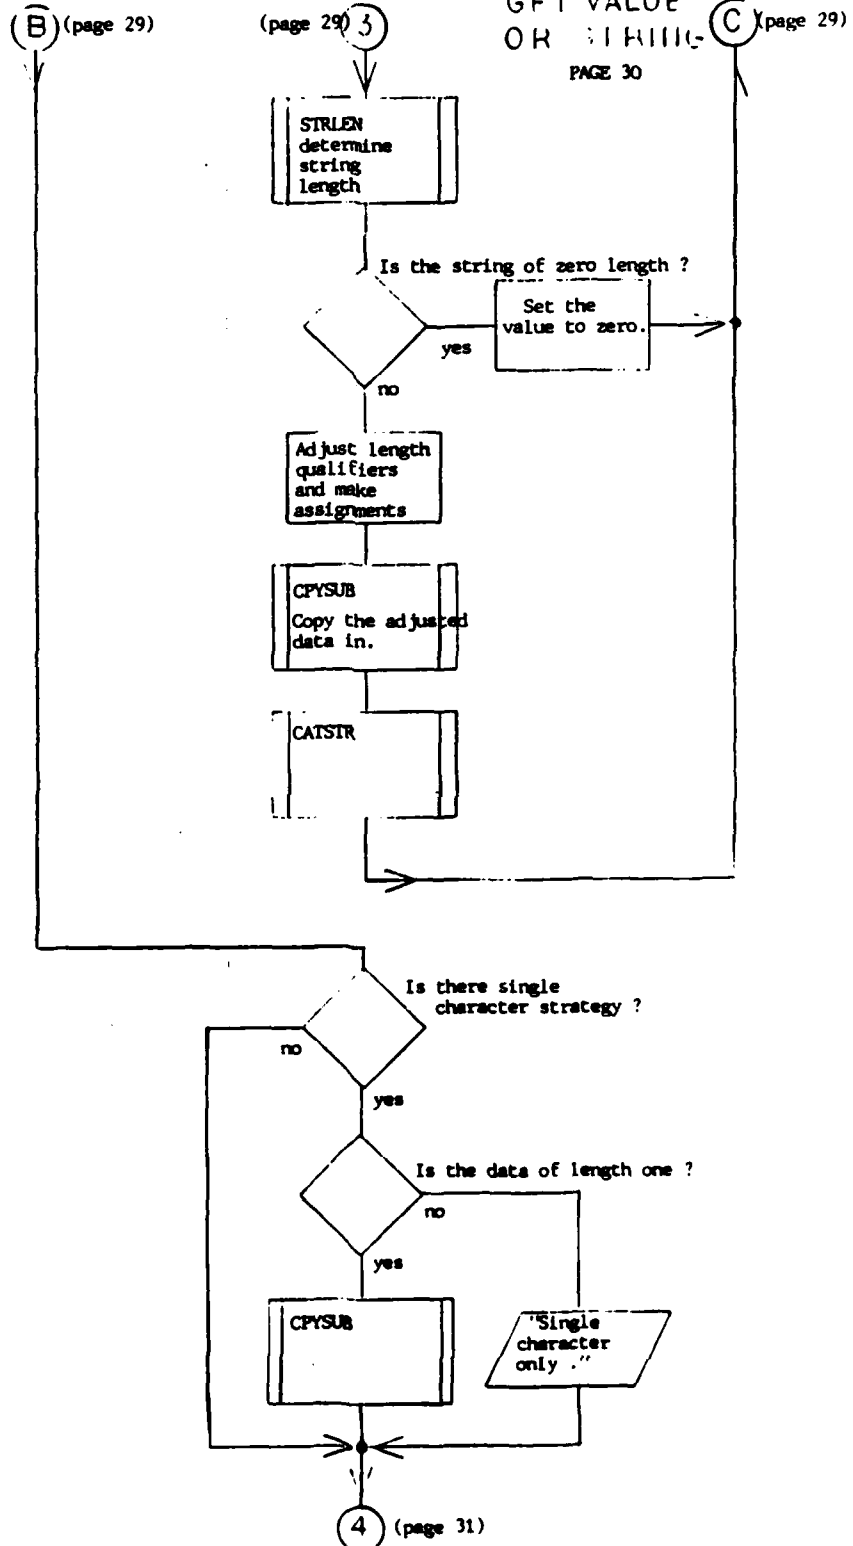 B (page 29)
(page 29) 3
GET VALUE
OR STRING
C (page 29)
PAGE 30
STRLEN
determine
string
length
Is the string of zero length ?
Set the
value to zero.
yes
no
Adjust length
qualifiers
and make
assignments
CPYSUB
Copy the adjusted
data in.
CATSTR
Is there single
character strategy ?
no
yes
Is the data of length one ?
no
yes
CPYSUB
"Single
character
only ."
4 (page 31)